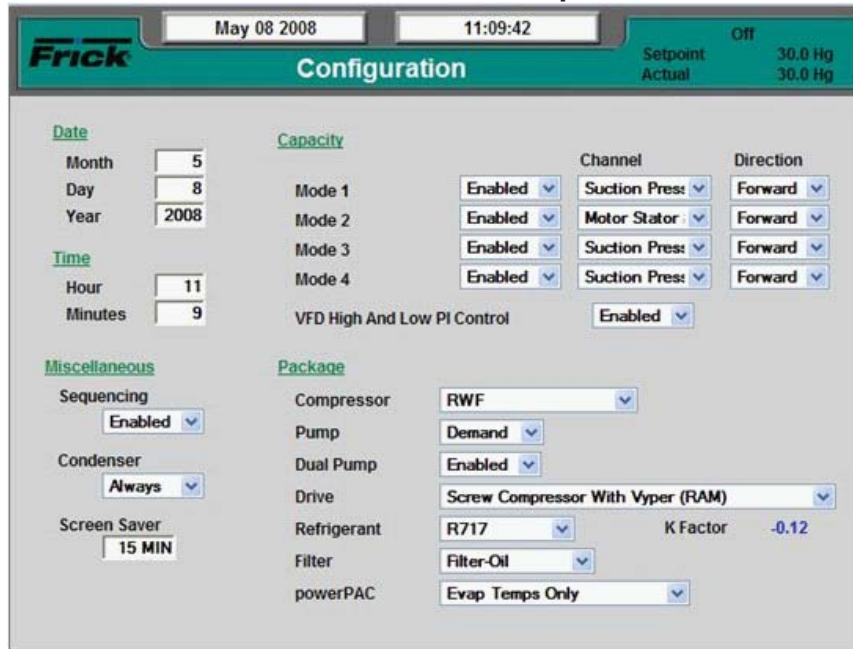 May 08 2008 11:09:42
Frick
Configuration
Off
Setpoint 30.0 Hg
Actual 30.0 Hg
Date
Month 5
Day 8
Year 2008
Time
Hour 11
Minutes 9
Capacity
Channel Direction
Mode 1 Enabled Suction Press Forward
Mode 2 Enabled Motor Stator Forward
Mode 3 Enabled Suction Press Forward
Mode 4 Enabled Suction Press Forward
VFD High And Low PI Control Enabled
Miscellaneous
Sequencing
Enabled
Condenser
Always
Screen Saver
15 MIN
Package
Compressor RWF
Pump Demand
Dual Pump Enabled
Drive Screw Compressor With Vyper (RAM)
Refrigerant R717 K Factor -0.12
Filter Filter-Oil
powerPAC Evap Temps Only